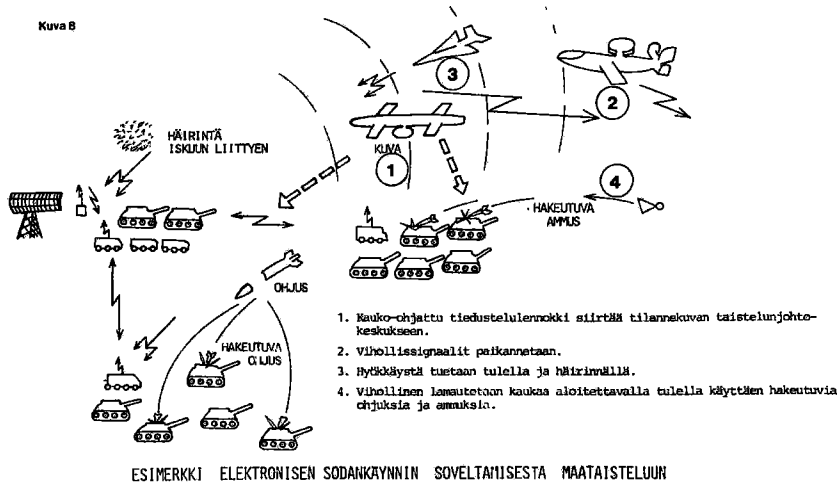 Kuva 8
3
2
HÄIRINTÄ
ISKUUN LIITTYEN
KUVA
1
4
HAKEUTUVA
AMMUS
OHJUS
HAKEUTUVA
OHJUS
1. Kauko-ohjattu tiedustelulennokki siirtää tilannekuvan taistelunjohto-
keskukseen.
2. Vihollissignaalit paikannetaan.
3. Hyökkäystä tuetaan tulella ja häirinnällä.
4. Vihollinen lamautetaan kaukaa aloitettavalla tulella käyttäen hakeutuvia
ohjuksia ja ammuksia.
ESIMERKKI ELEKTRONISEN SODANKÄYNNIN SOVELTAMISESTA MAATAISTELUUN